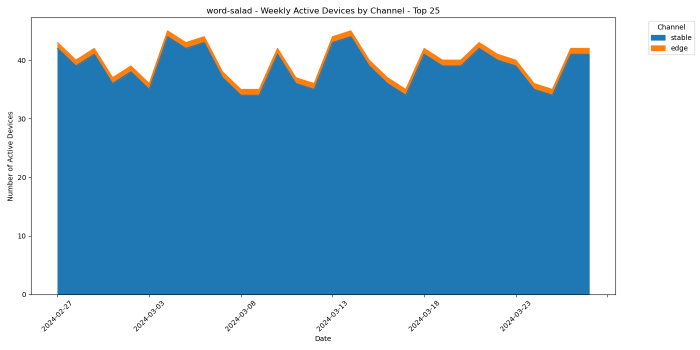 word-salad - Weekly Active Devices by Channel - Top 25
Channel
stable
edge
Number of Active Devices
40
30
20
10
0
2024-02-27
2024-03-03
2024-03-08
2024-03-13
2024-03-18
2024-03-23
Date